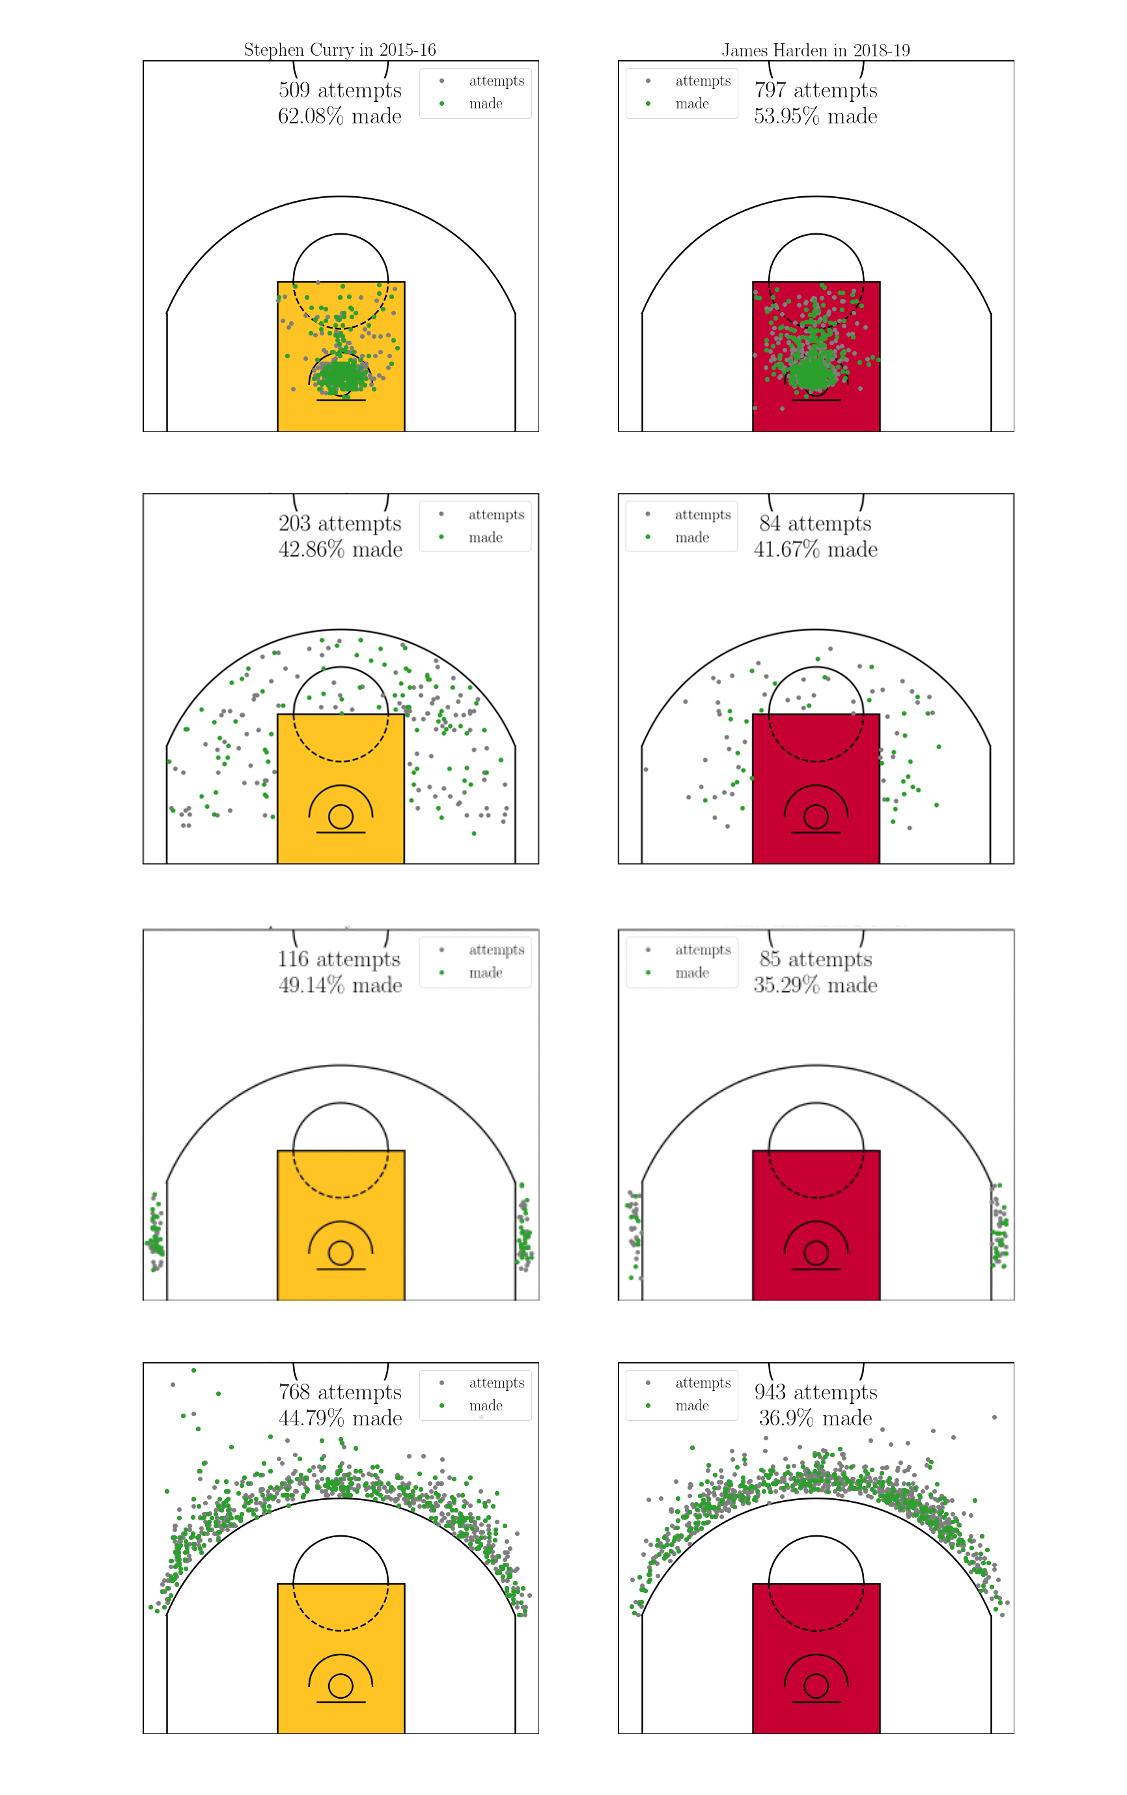 Stephen Curry in 2015-16
509 attempts
62.08% made
attempts
made
James Harden in 2018-19
attempts
made
797 attempts
53.95% made
203 attempts
42.86% made
attempts
made
attempts
made
84 attempts
41.67% made
116 attempts
49.14% made
attempts
made
attempts
made
85 attempts
35.29% made
768 attempts
44.79% made
attempts
made
attempts
made
943 attempts
36.9% made